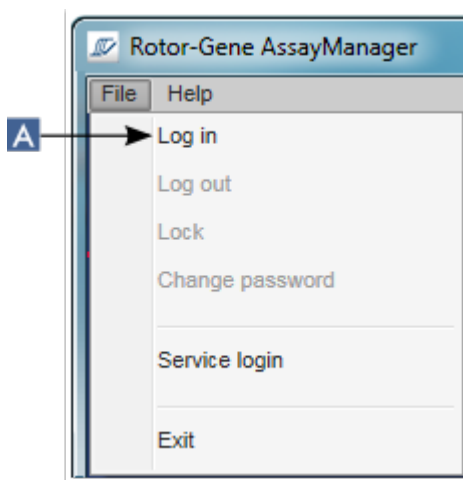 Rotor-Gene AssayManager
File Help
A
Log in
Log out
Lock
Change password
Service login
Exit